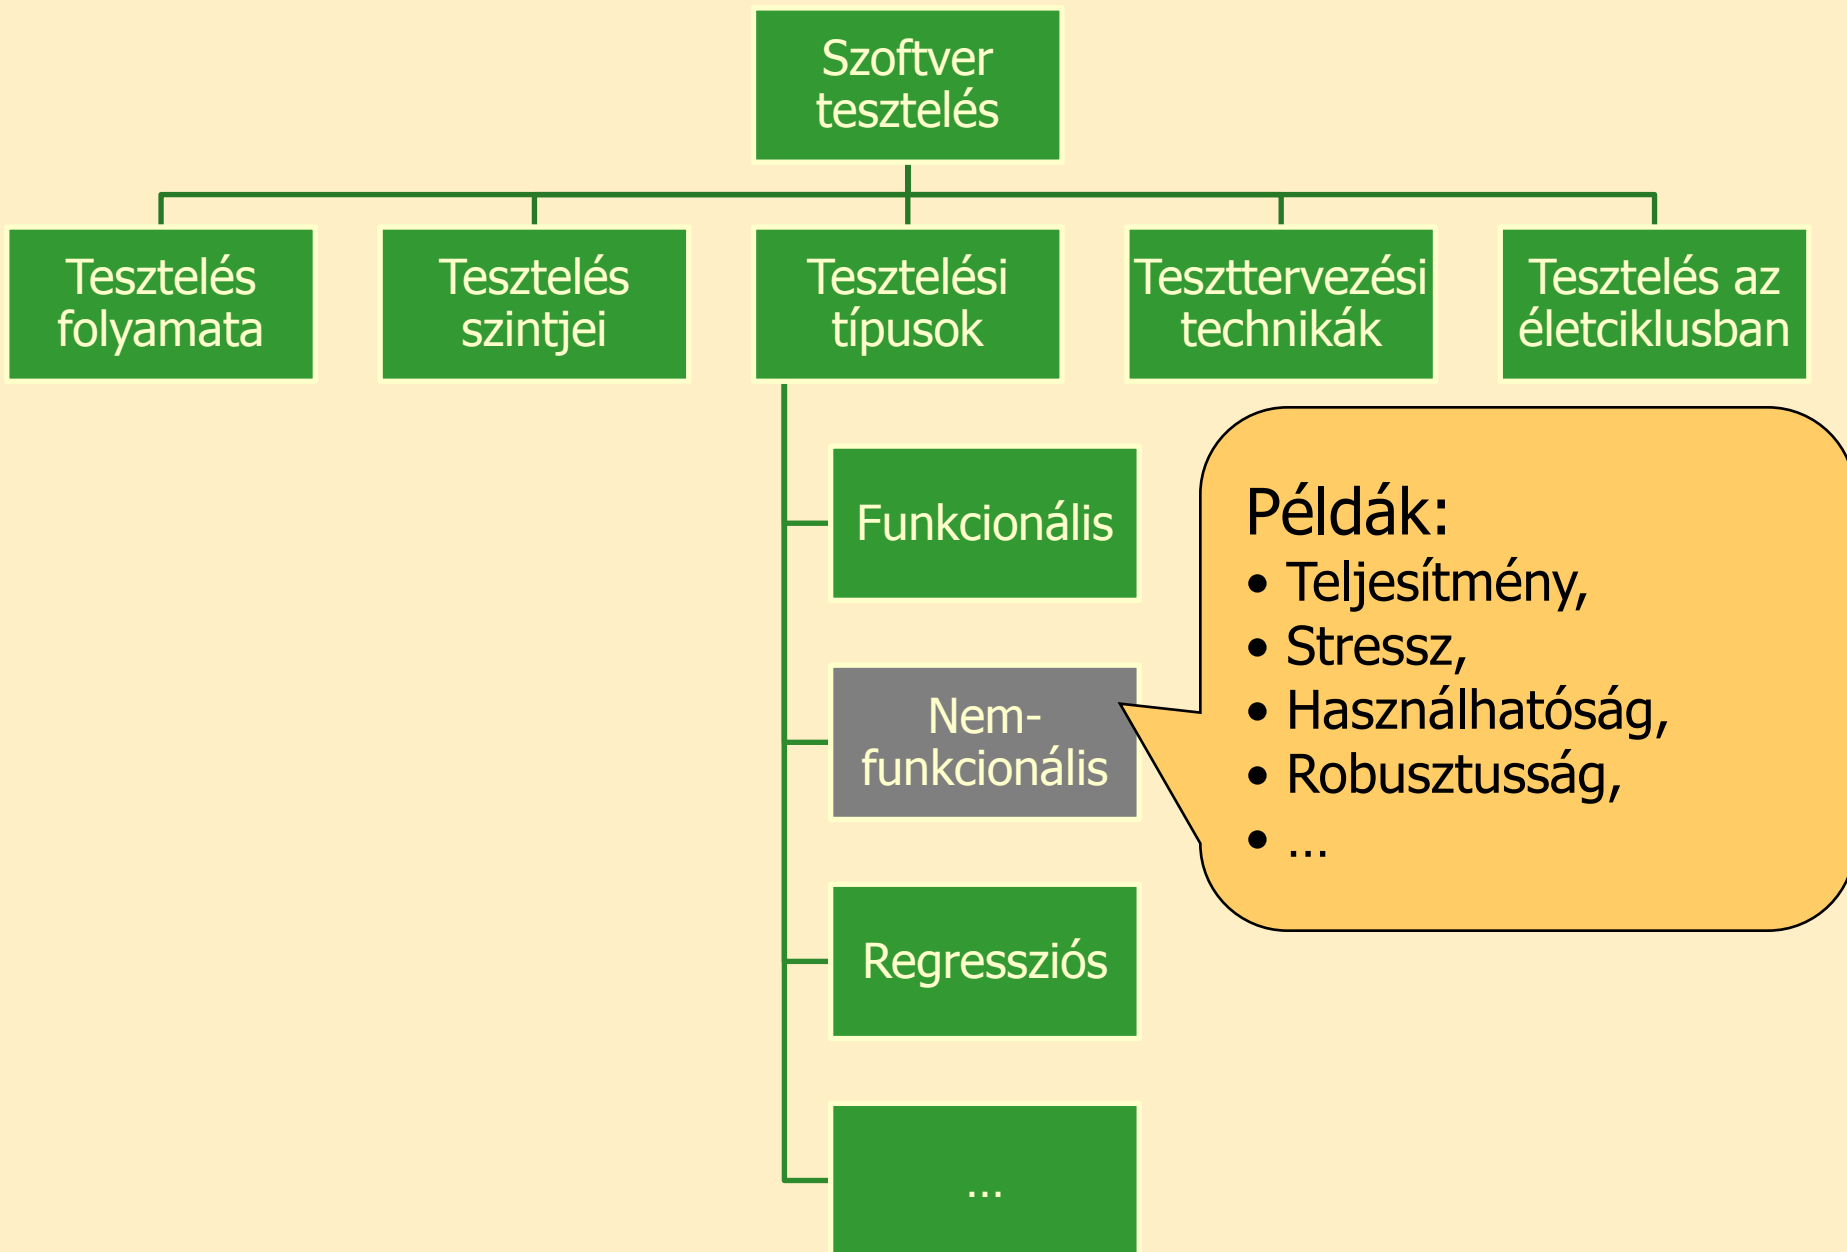 Szoftver
tesztelés
Tesztelés
folyamata
Tesztelés
szintjei
Tesztelési
típusok
Teszttervezési
technikák
Tesztelés az
életciklusban
Funkcionális
Nem-
funkcionális
Regressziós
...
Példák:
• Teljesítmény,
• Stressz,
• Használhatóság,
• Robusztusság,
• ...